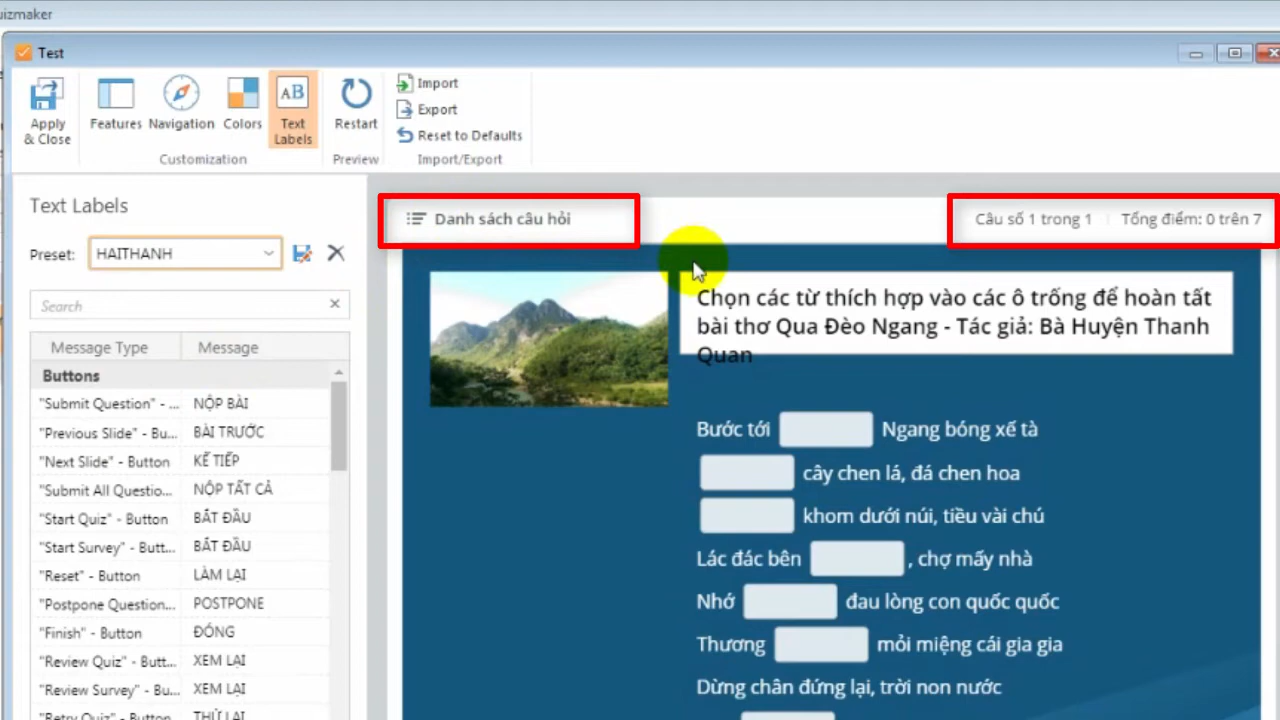 uizmaker
Test
Apply & Close
Features
Navigation
Colors
Text Labels
Restart
Import
Export
Reset to Defaults
Customization
Preview
Import/Export
Text Labels
Preset: HAITHANH
Search
Message Type Message
Buttons
"Submit Question" - ... NỘP BÀI
"Previous Slide" - Bu... BÀI TRƯỚC
"Next Slide" - Button KẾ TIẾP
"Submit All Questio... NỘP TẤT CẢ
"Start Quiz" - Button BẮT ĐẦU
"Start Survey" - Butt... BẮT ĐẦU
"Reset" - Button LÀM LẠI
"Postpone Question... POSTPONE
"Finish" - Button ĐÓNG
"Review Quiz" - Butt... XEM LẠI
"Review Survey" - Bu... XEM LẠI
"Retry Quiz" - Button THỬ LẠI
Danh sách câu hỏi
Câu số 1 trong 1 Tổng điểm: 0 trên 7
Chọn các từ thích hợp vào các ô trống để hoàn tất
bài thơ Qua Đèo Ngang - Tác giả: Bà Huyện Thanh
Quan
Bước tới Ngang bóng xế tà
cây chen lá, đá chen hoa
khom dưới núi, tiều vài chú
Lác đác bên , chợ mấy nhà
Nhớ đau lòng con quốc quốc
Thương mỏi miệng cái gia gia
Dừng chân đứng lại, trời non nước